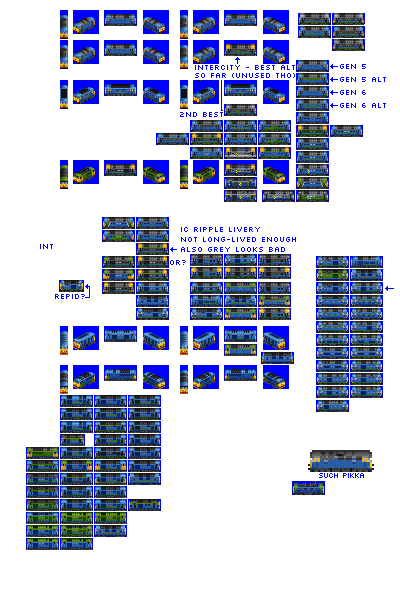 INTERCITY - BEST ALT
SO FAR (UNUSED THO)
← GEN 5
← GEN 5 ALT
← GEN 6
← GEN 6 ALT
2ND BEST
IC RIPPLE LIVERY
NOT LONG-LIVED ENOUGH
← ALSO GREY LOOKS BAD
INT
OR?
REPID?
SUCH PIKKA